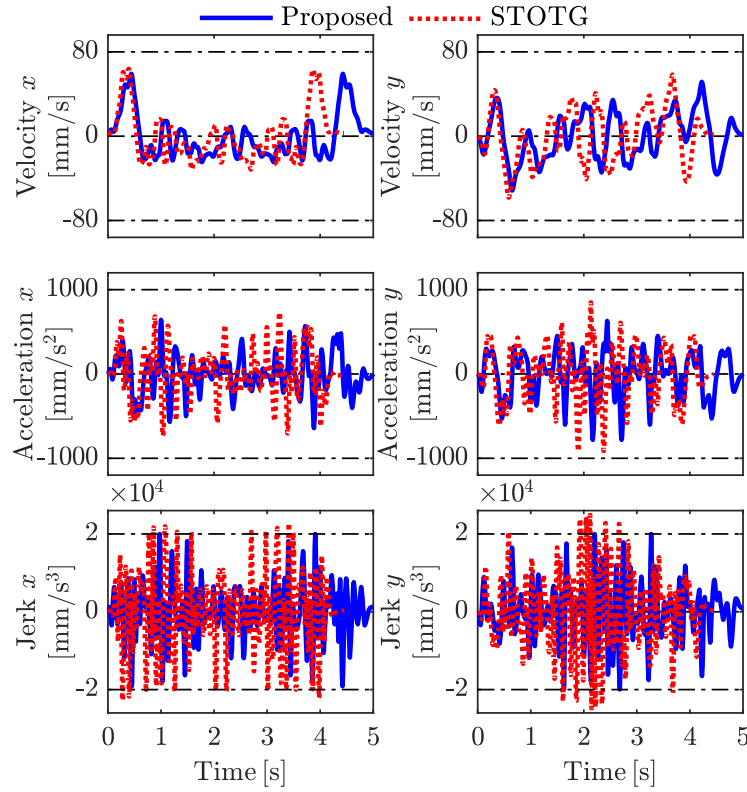 Proposed STOTG
Velocity x [mm/s]
80
0
-80
Velocity y [mm/s]
80
0
-80
Acceleration x [mm/s²]
1000
0
-1000
Acceleration y [mm/s²]
1000
0
-1000
Jerk x [mm/s³]
×10⁴
2
0
-2
0 1 2 3 4 5
Time [s]
Jerk y [mm/s³]
×10⁴
2
0
-2
0 1 2 3 4 5
Time [s]